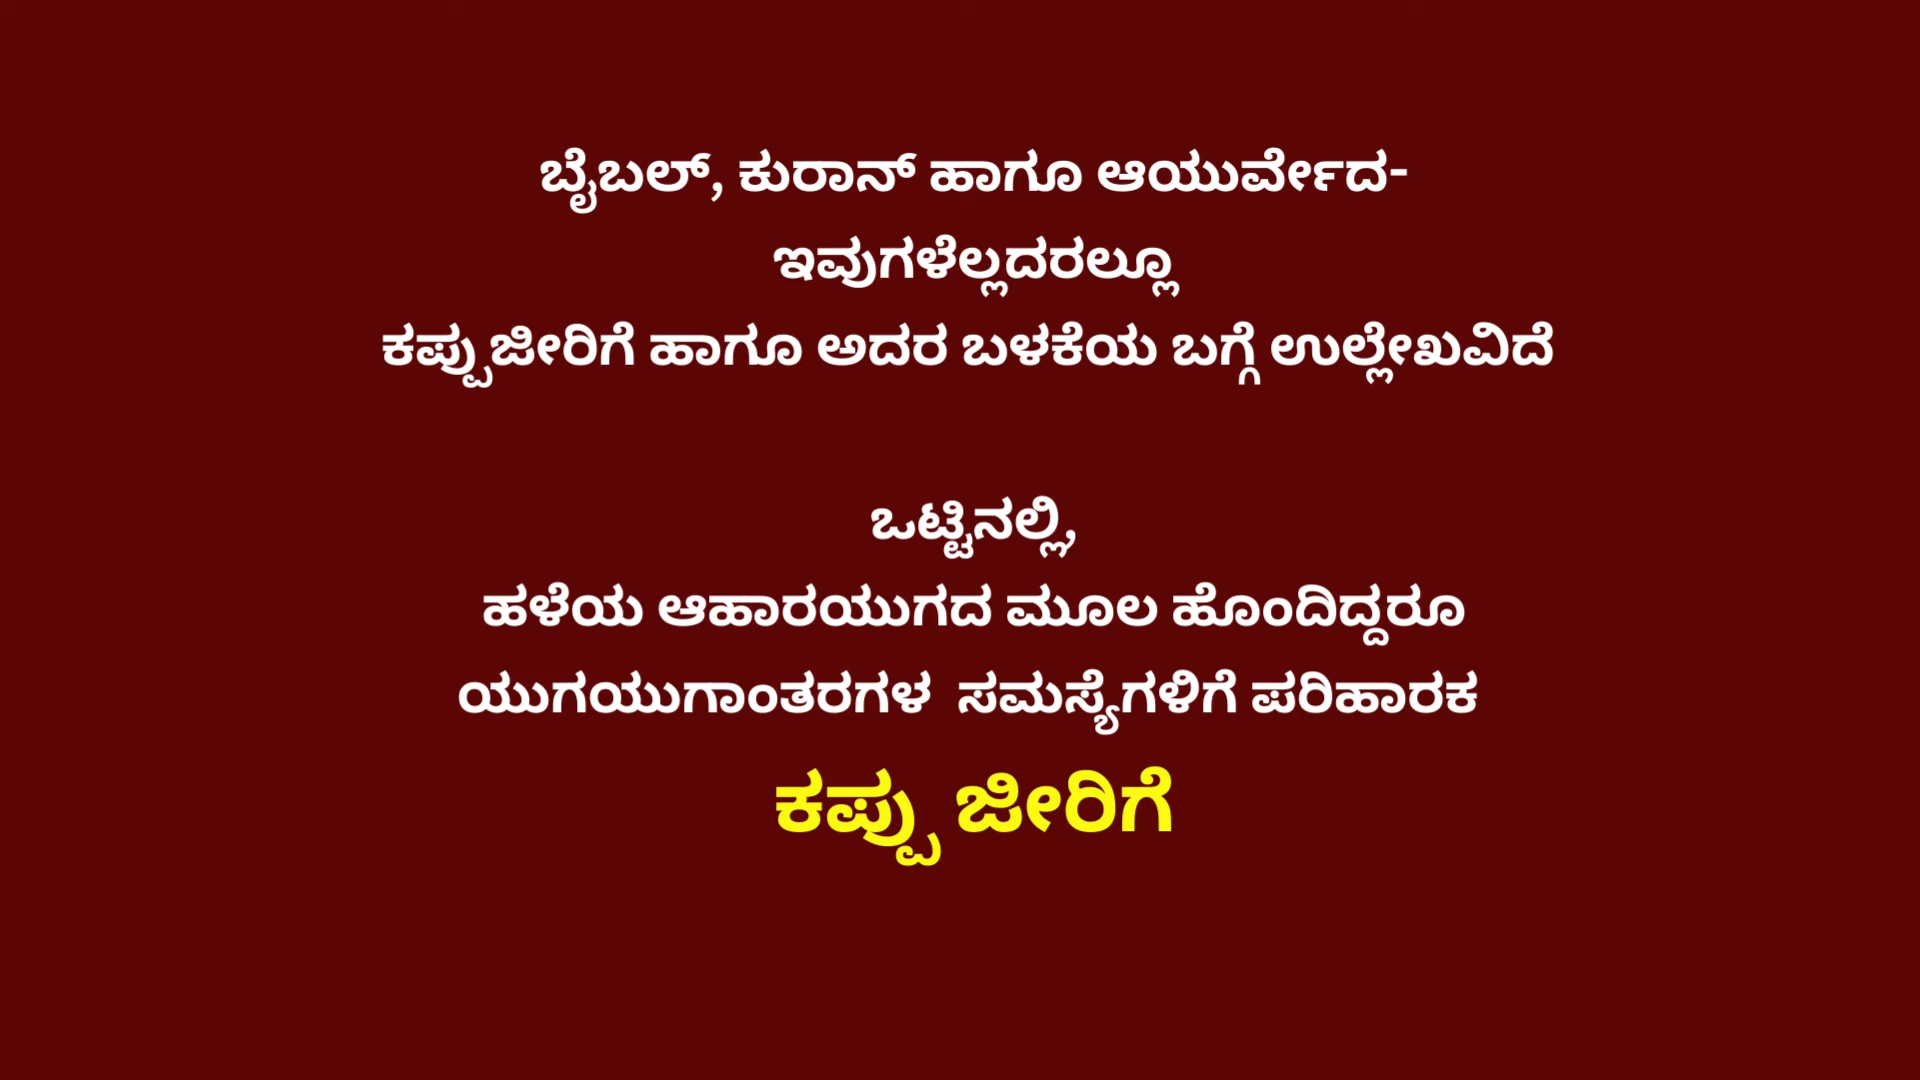 ಬೈಬಲ್, ಕುರಾನ್ ಹಾಗೂ ಆಯುರ್ವೇದ-
ಇವುಗಳೆಲ್ಲದರಲ್ಲೂ
ಕಪ್ಪುಜೀರಿಗೆ ಹಾಗೂ ಅದರ ಬಳಕೆಯ ಬಗ್ಗೆ ಉಲ್ಲೇಖವಿದೆ
ಒಟ್ಟಿನಲ್ಲಿ,
ಹಳೆಯ ಆಹಾರಯುಗದ ಮೂಲ ಹೊಂದಿದ್ದರೂ
ಯುಗಯುಗಾಂತರಗಳ ಸಮಸ್ಯೆಗಳಿಗೆ ಪರಿಹಾರಕ
ಕಪ್ಪು ಜೀರಿಗೆ